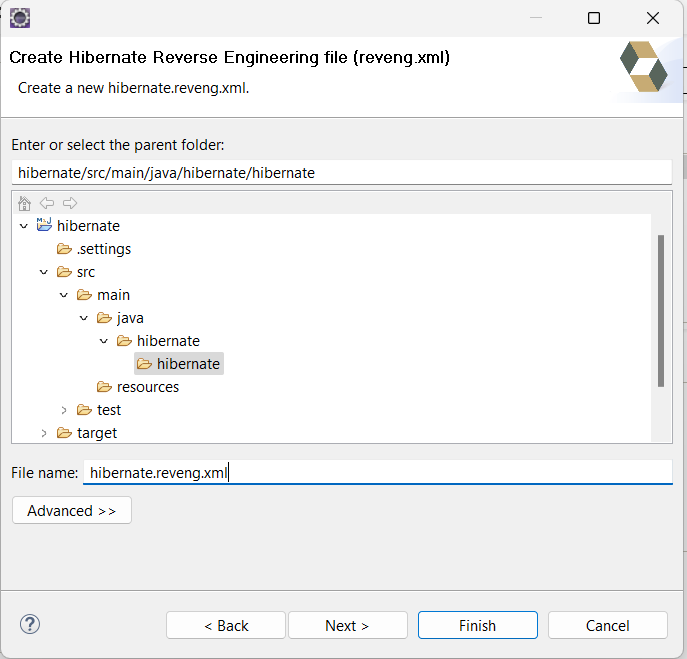 Create Hibernate Reverse Engineering file (reveng.xml)
Create a new hibernate.reveng.xml.
Enter or select the parent folder:
hibernate/src/main/java/hibernate/hibernate
hibernate
.settings
src
main
java
hibernate
hibernate
resources
test
target
File name: hibernate.reveng.xml
Advanced >>
< Back Next > Finish Cancel